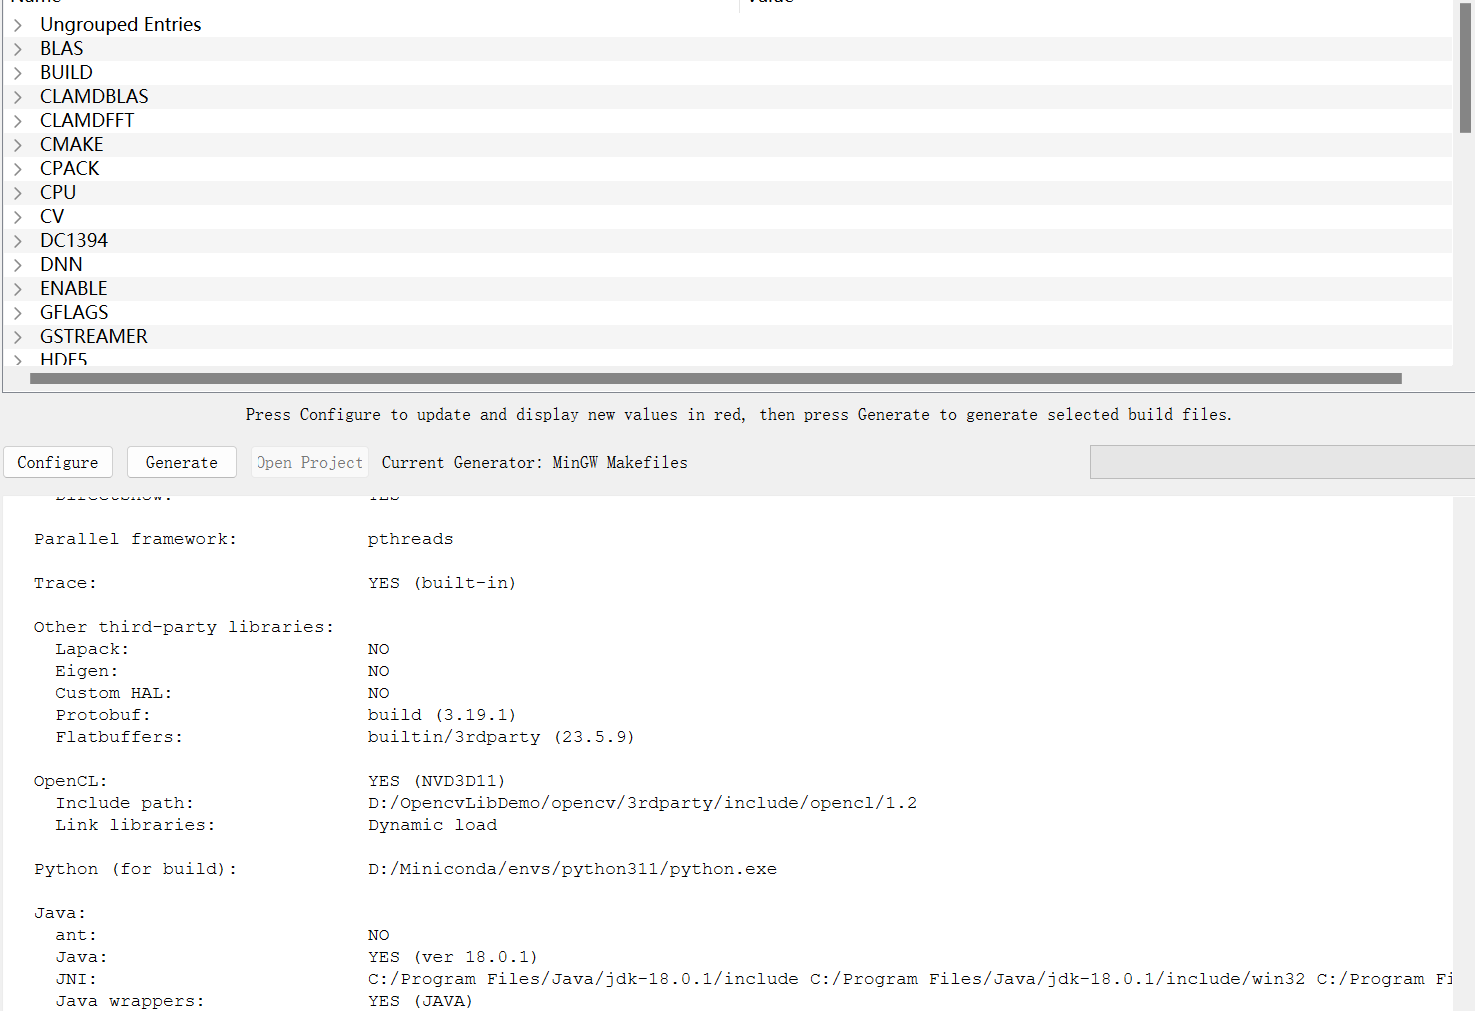 Ungrouped Entries
BLAS
BUILD
CLAMDBLAS
CLAMDFFT
CMAKE
CPACK
CPU
CV
DC1394
DNN
ENABLE
GFLAGS
GSTREAMER
HDF5
Press Configure to update and display new values in red, then press Generate to generate selected build files.
Configure Generate Open Project Current Generator: MinGW Makefiles
Parallel framework: pthreads
Trace: YES (built-in)
Other third-party libraries:
Lapack: NO
Eigen: NO
Custom HAL: NO
Protobuf: build (3.19.1)
Flatbuffers: builtin/3rdparty (23.5.9)
OpenCL: YES (NVD3D11)
Include path: D:/OpencvLibDemo/opencv/3rdparty/include/opencl/1.2
Link libraries: Dynamic load
Python (for build): D:/Miniconda/envs/python311/python.exe
Java:
ant: NO
Java: YES (ver 18.0.1)
JNI: C:/Program Files/Java/jdk-18.0.1/include C:/Program Files/Java/jdk-18.0.1/include/win32 C:/Program Fi
Java wrappers: YES (JAVA)